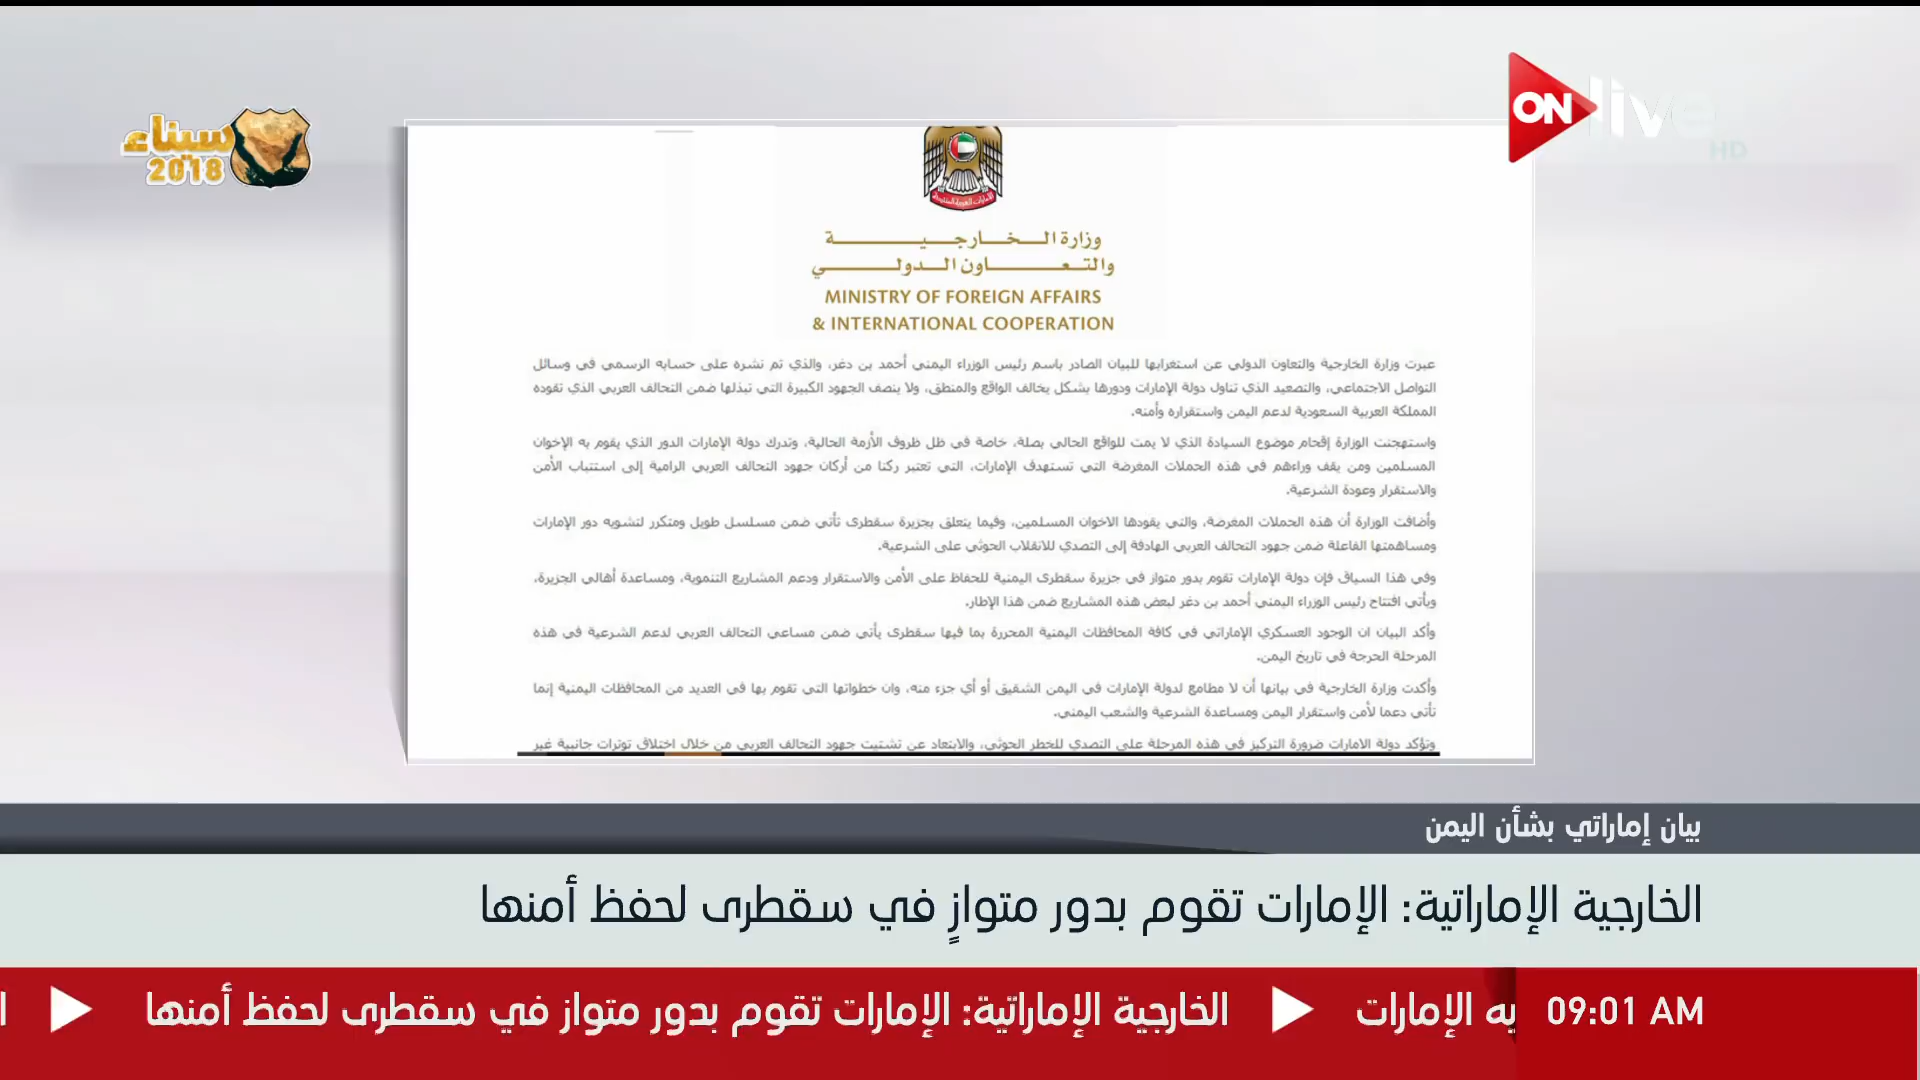 سيناء
2018
ON live
HD
وزارة الخارجية
والتعاون الدولي
MINISTRY OF FOREIGN AFFAIRS
& INTERNATIONAL COOPERATION
عبرت وزارة الخارجية والتعاون الدولي عن استغرابها للبيان الصادر باسم رئيس الوزراء اليمني أحمد بن دغر، والذي تم نشره على حسابه الرسمي في وسائل
التواصل الاجتماعي، والتصعيد الذي تناول دولة الإمارات ودورها بشكل يخالف الواقع والمنطق، ولا ينصف الجهود الكبيرة التي تبذلها ضمن التحالف العربي الذي تقوده
المملكة العربية السعودية لدعم اليمن واستقراره وأمنه.
واستهجنت الوزارة إقحام موضوع السيادة الذي لا يمت للواقع الحالي بصلة، خاصة في ظل ظروف الأزمة الحالية، وتدرك دولة الإمارات الدور الذي يقوم به الإخوان
المسلمين ومن يقف وراءهم في هذه الحملات المغرضة التي تستهدف الإمارات، التي تعتبر ركنا من أركان جهود التحالف العربي الرامية إلى استتباب الأمن
والاستقرار وعودة الشرعية.
وأضافت الوزارة أن هذه الحملات المغرضة، والتي يقودها الاخوان المسلمين، وفيما يتعلق بجزيرة سقطرى تأتي ضمن مسلسل طويل ومتكرر لتشويه دور الإمارات
ومساهمتها الفاعلة ضمن جهود التحالف العربي الهادفة إلى التصدي للانقلاب الحوثي على الشرعية.
وفي هذا السياق فإن دولة الإمارات تقوم بدور متواز في جزيرة سقطرى اليمنية للحفاظ على الأمن والاستقرار ودعم المشاريع التنموية، ومساعدة أهالي الجزيرة،
ويأتي افتتاح رئيس الوزراء اليمني أحمد بن دغر لبعض هذه المشاريع ضمن هذا الإطار.
وأكد البيان ان الوجود العسكري الإماراتي في كافة المحافظات اليمنية المحررة بما فيها سقطرى يأتي ضمن مساعي التحالف العربي لدعم الشرعية في هذه
المرحلة الحرجة في تاريخ اليمن.
وأكدت وزارة الخارجية في بيانها أن لا مطامع لدولة الإمارات في اليمن الشقيق أو أي جزء منه، وان خطواتها التي تقوم بها في العديد من المحافظات اليمنية إنما
تأتي دعما لأمن واستقرار اليمن ومساعدة الشرعية والشعب اليمني.
وتؤكد دولة الامارات ضرورة التركيز في هذه المرحلة على التصدي للخطر الحوثي، والابتعاد عن تشتيت جهود التحالف العربي من خلال اختلاق توترات جانبية غير
بيان إماراتي بشأن اليمن
الخارجية الإماراتية: الإمارات تقوم بدور متوازٍ في سقطرى لحفظ أمنها
09:01 AM
يه الإمارات
الخارجية الإماراتية: الإمارات تقوم بدور متواز في سقطرى لحفظ أمنها